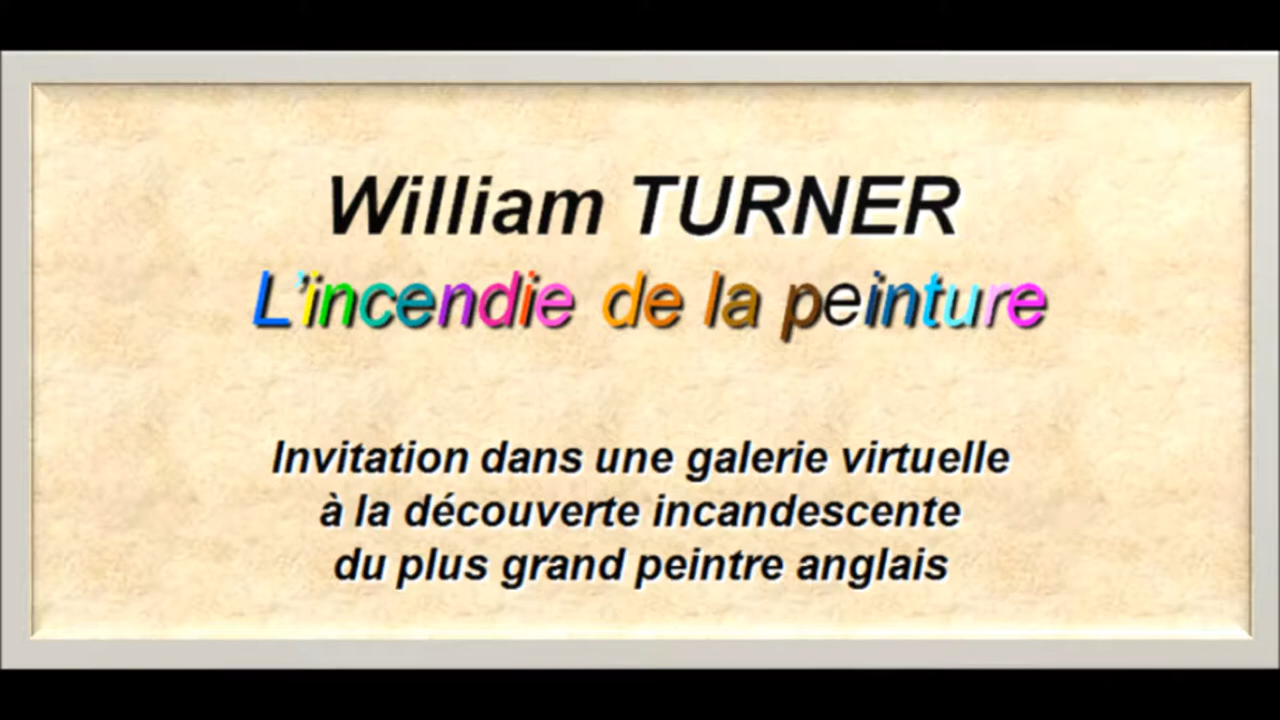 William TURNER
L’incendie de la peinture
Invitation dans une galerie virtuelle
à la découverte incandescente
du plus grand peintre anglais